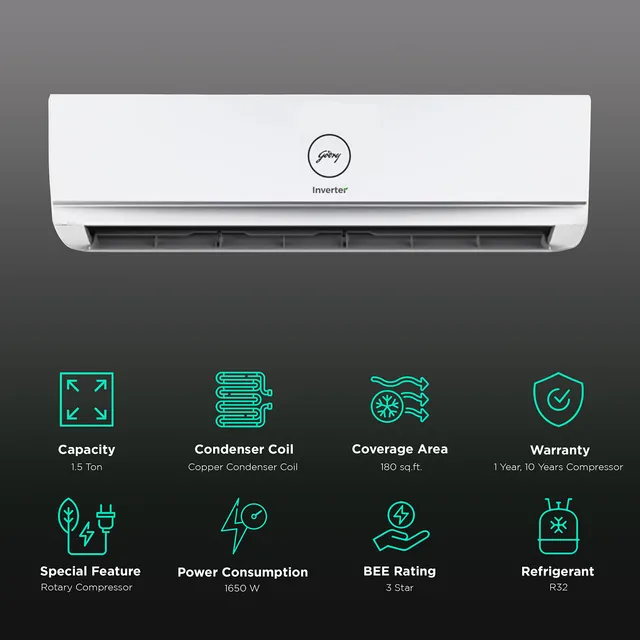 Godrej
Inverter
Capacity
1.5 Ton
Condenser Coil
Copper Condenser Coil
Coverage Area
180 sq.ft.
Warranty
1 Year, 10 Years Compressor
Special Feature
Rotary Compressor
Power Consumption
1650 W
BEE Rating
3 Star
Refrigerant
R32